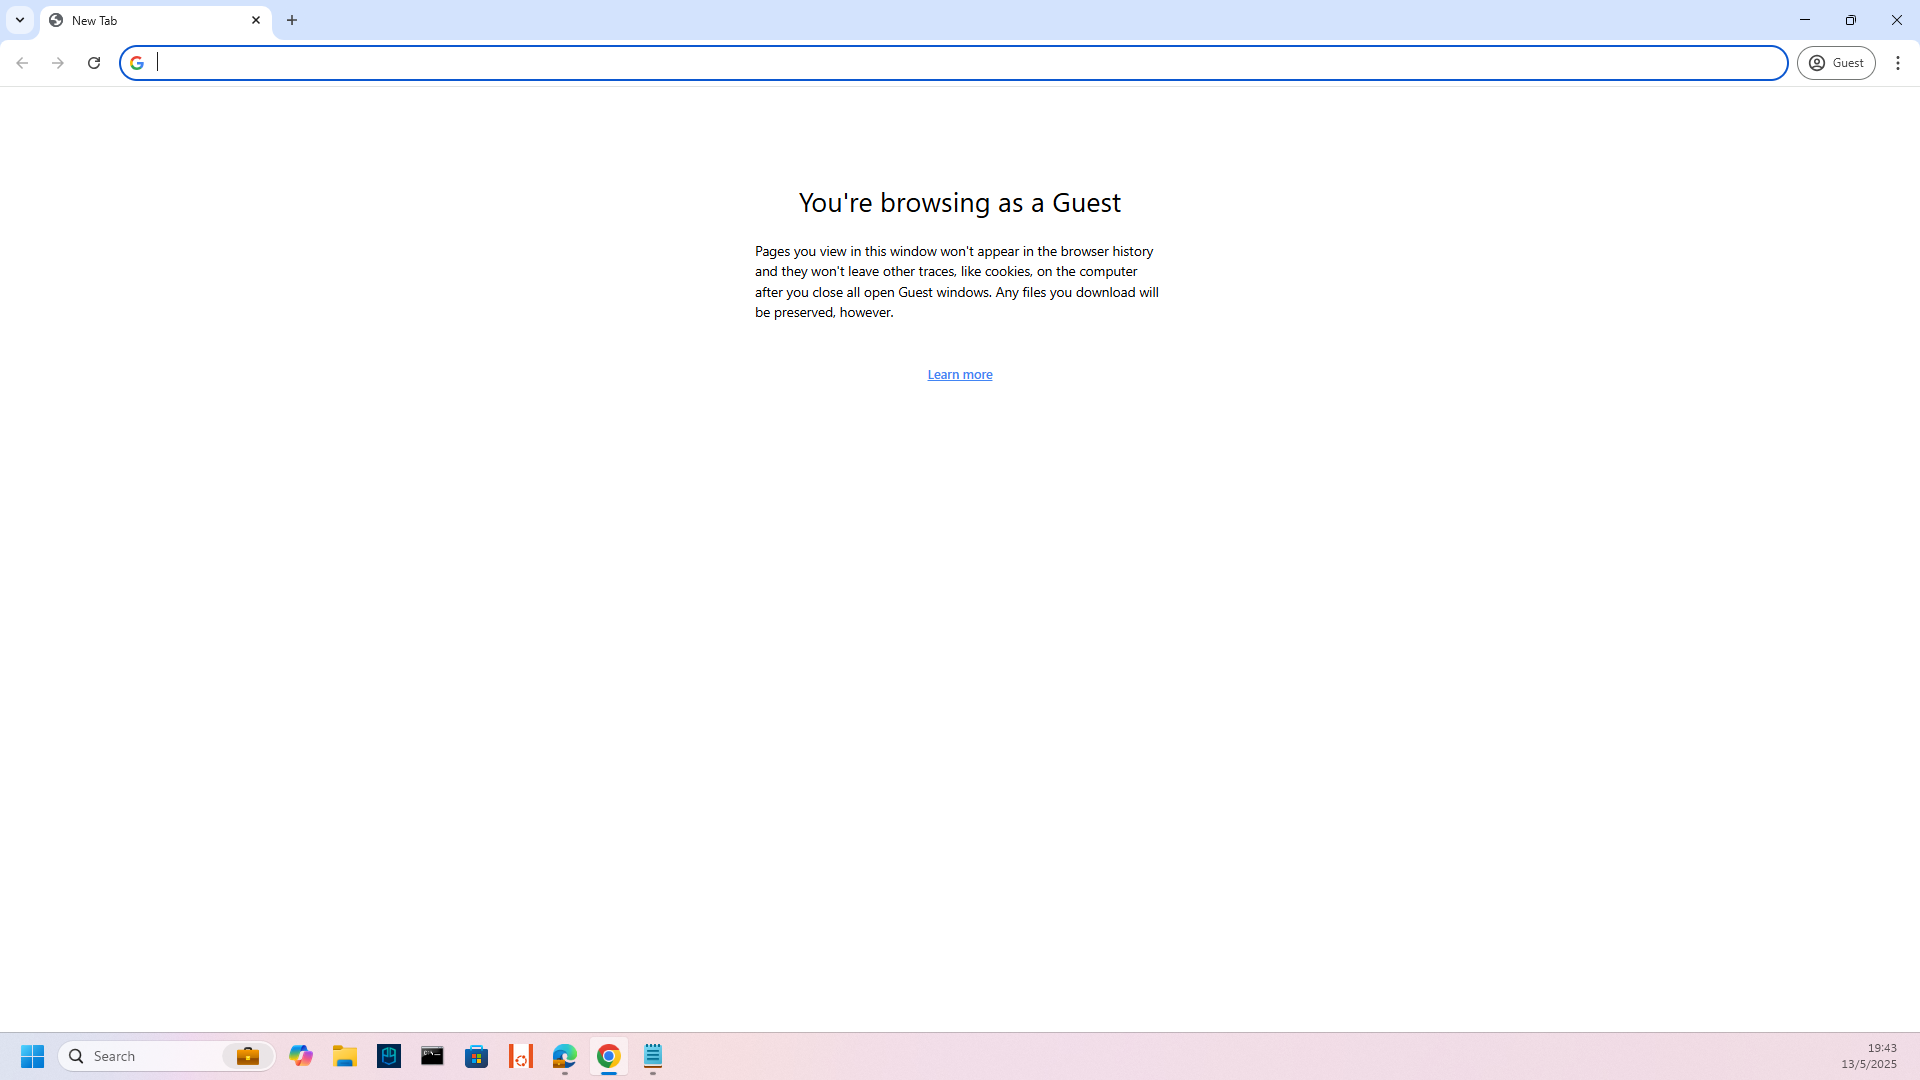 New Tab
Guest
You're browsing as a Guest
Pages you view in this window won't appear in the browser history
and they won't leave other traces, like cookies, on the computer
after you close all open Guest windows. Any files you download will
be preserved, however.
Learn more
Search
19:43
13/5/2025